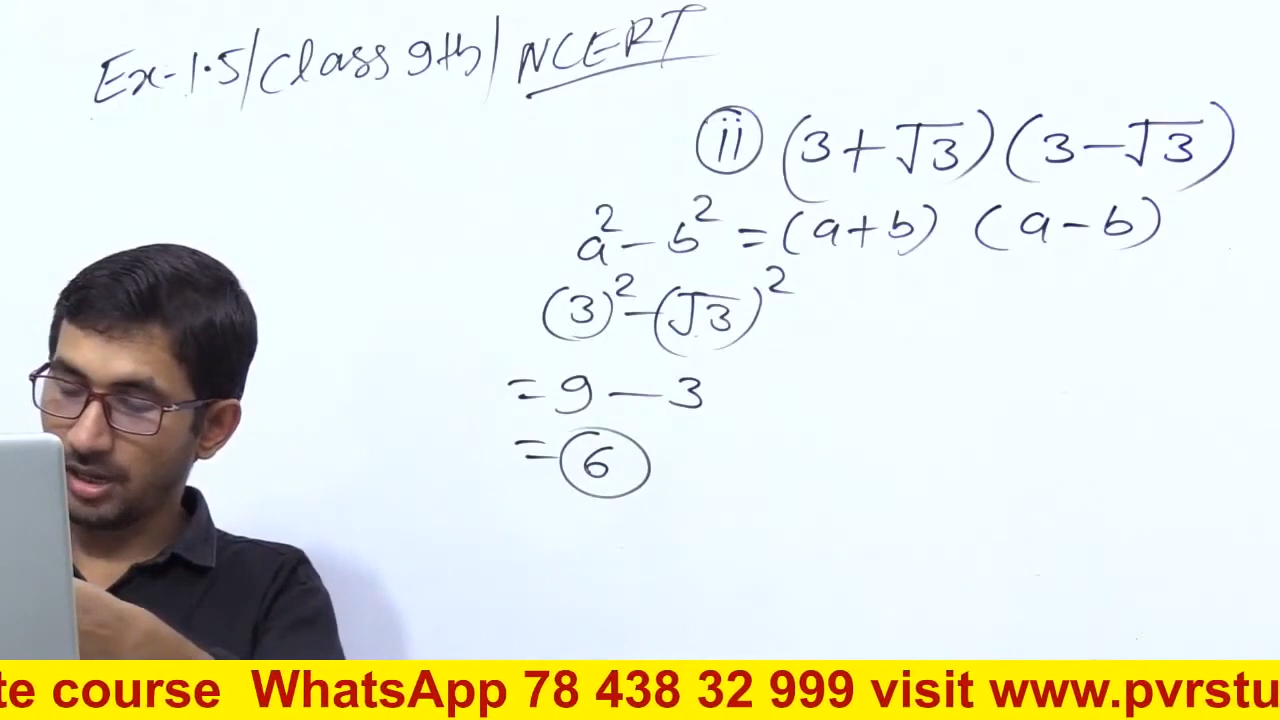 Ex-1.5/Class 9th/NCERT
(ii) (3+√3)(3-√3)
a²-b²=(a+b) (a-b)
(3)²-(√3)²
=9-3
=6
te course WhatsApp 78 438 32 999 visit www.pvrstu